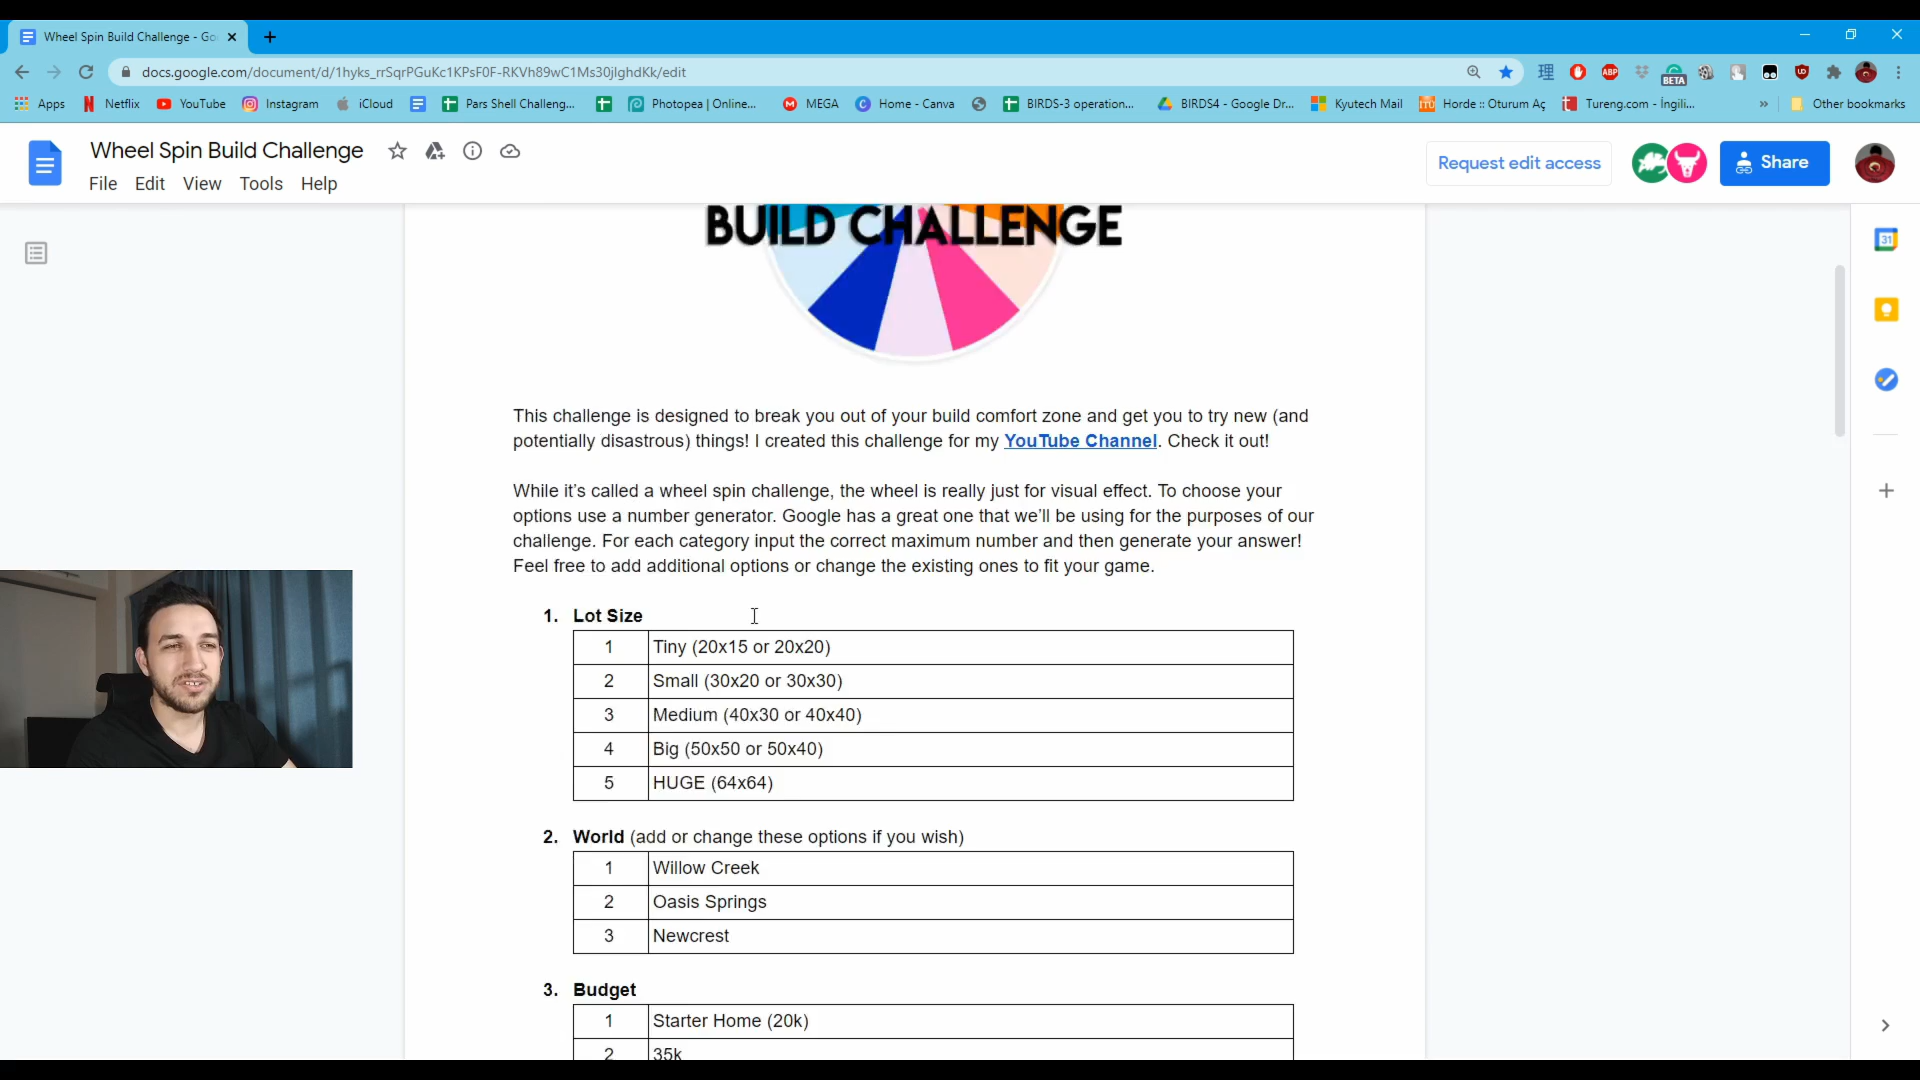 Wheel Spin Build Challenge - Go
docs.google.com/document/d/1hyks_rrSqrPGuKc1KPsF0F-RKVh89wC1Ms30jlghdKk/edit
ABP
BETA
Apps
Netflix
YouTube
Instagram
iCloud
Pars Shell Challeng...
Photopea | Online...
MEGA
Home - Canva
BIRDS-3 operation...
BIRDS4 - Google Dr...
Kyutech Mail
Horde :: Oturum Aç
Tureng.com - İngili...
»
Other bookmarks
Wheel Spin Build Challenge
File Edit View Tools Help
Request edit access
Share
31
BUILD CHALLENGE
This challenge is designed to break you out of your build comfort zone and get you to try new (and
potentially disastrous) things! I created this challenge for my YouTube Channel. Check it out!
While it's called a wheel spin challenge, the wheel is really just for visual effect. To choose your
options use a number generator. Google has a great one that we'll be using for the purposes of our
challenge. For each category input the correct maximum number and then generate your answer!
Feel free to add additional options or change the existing ones to fit your game.
1. Lot Size
1 Tiny (20x15 or 20x20)
2 Small (30x20 or 30x30)
3 Medium (40x30 or 40x40)
4 Big (50x50 or 50x40)
5 HUGE (64x64)
2. World (add or change these options if you wish)
1 Willow Creek
2 Oasis Springs
3 Newcrest
3. Budget
1 Starter Home (20k)
2 35k